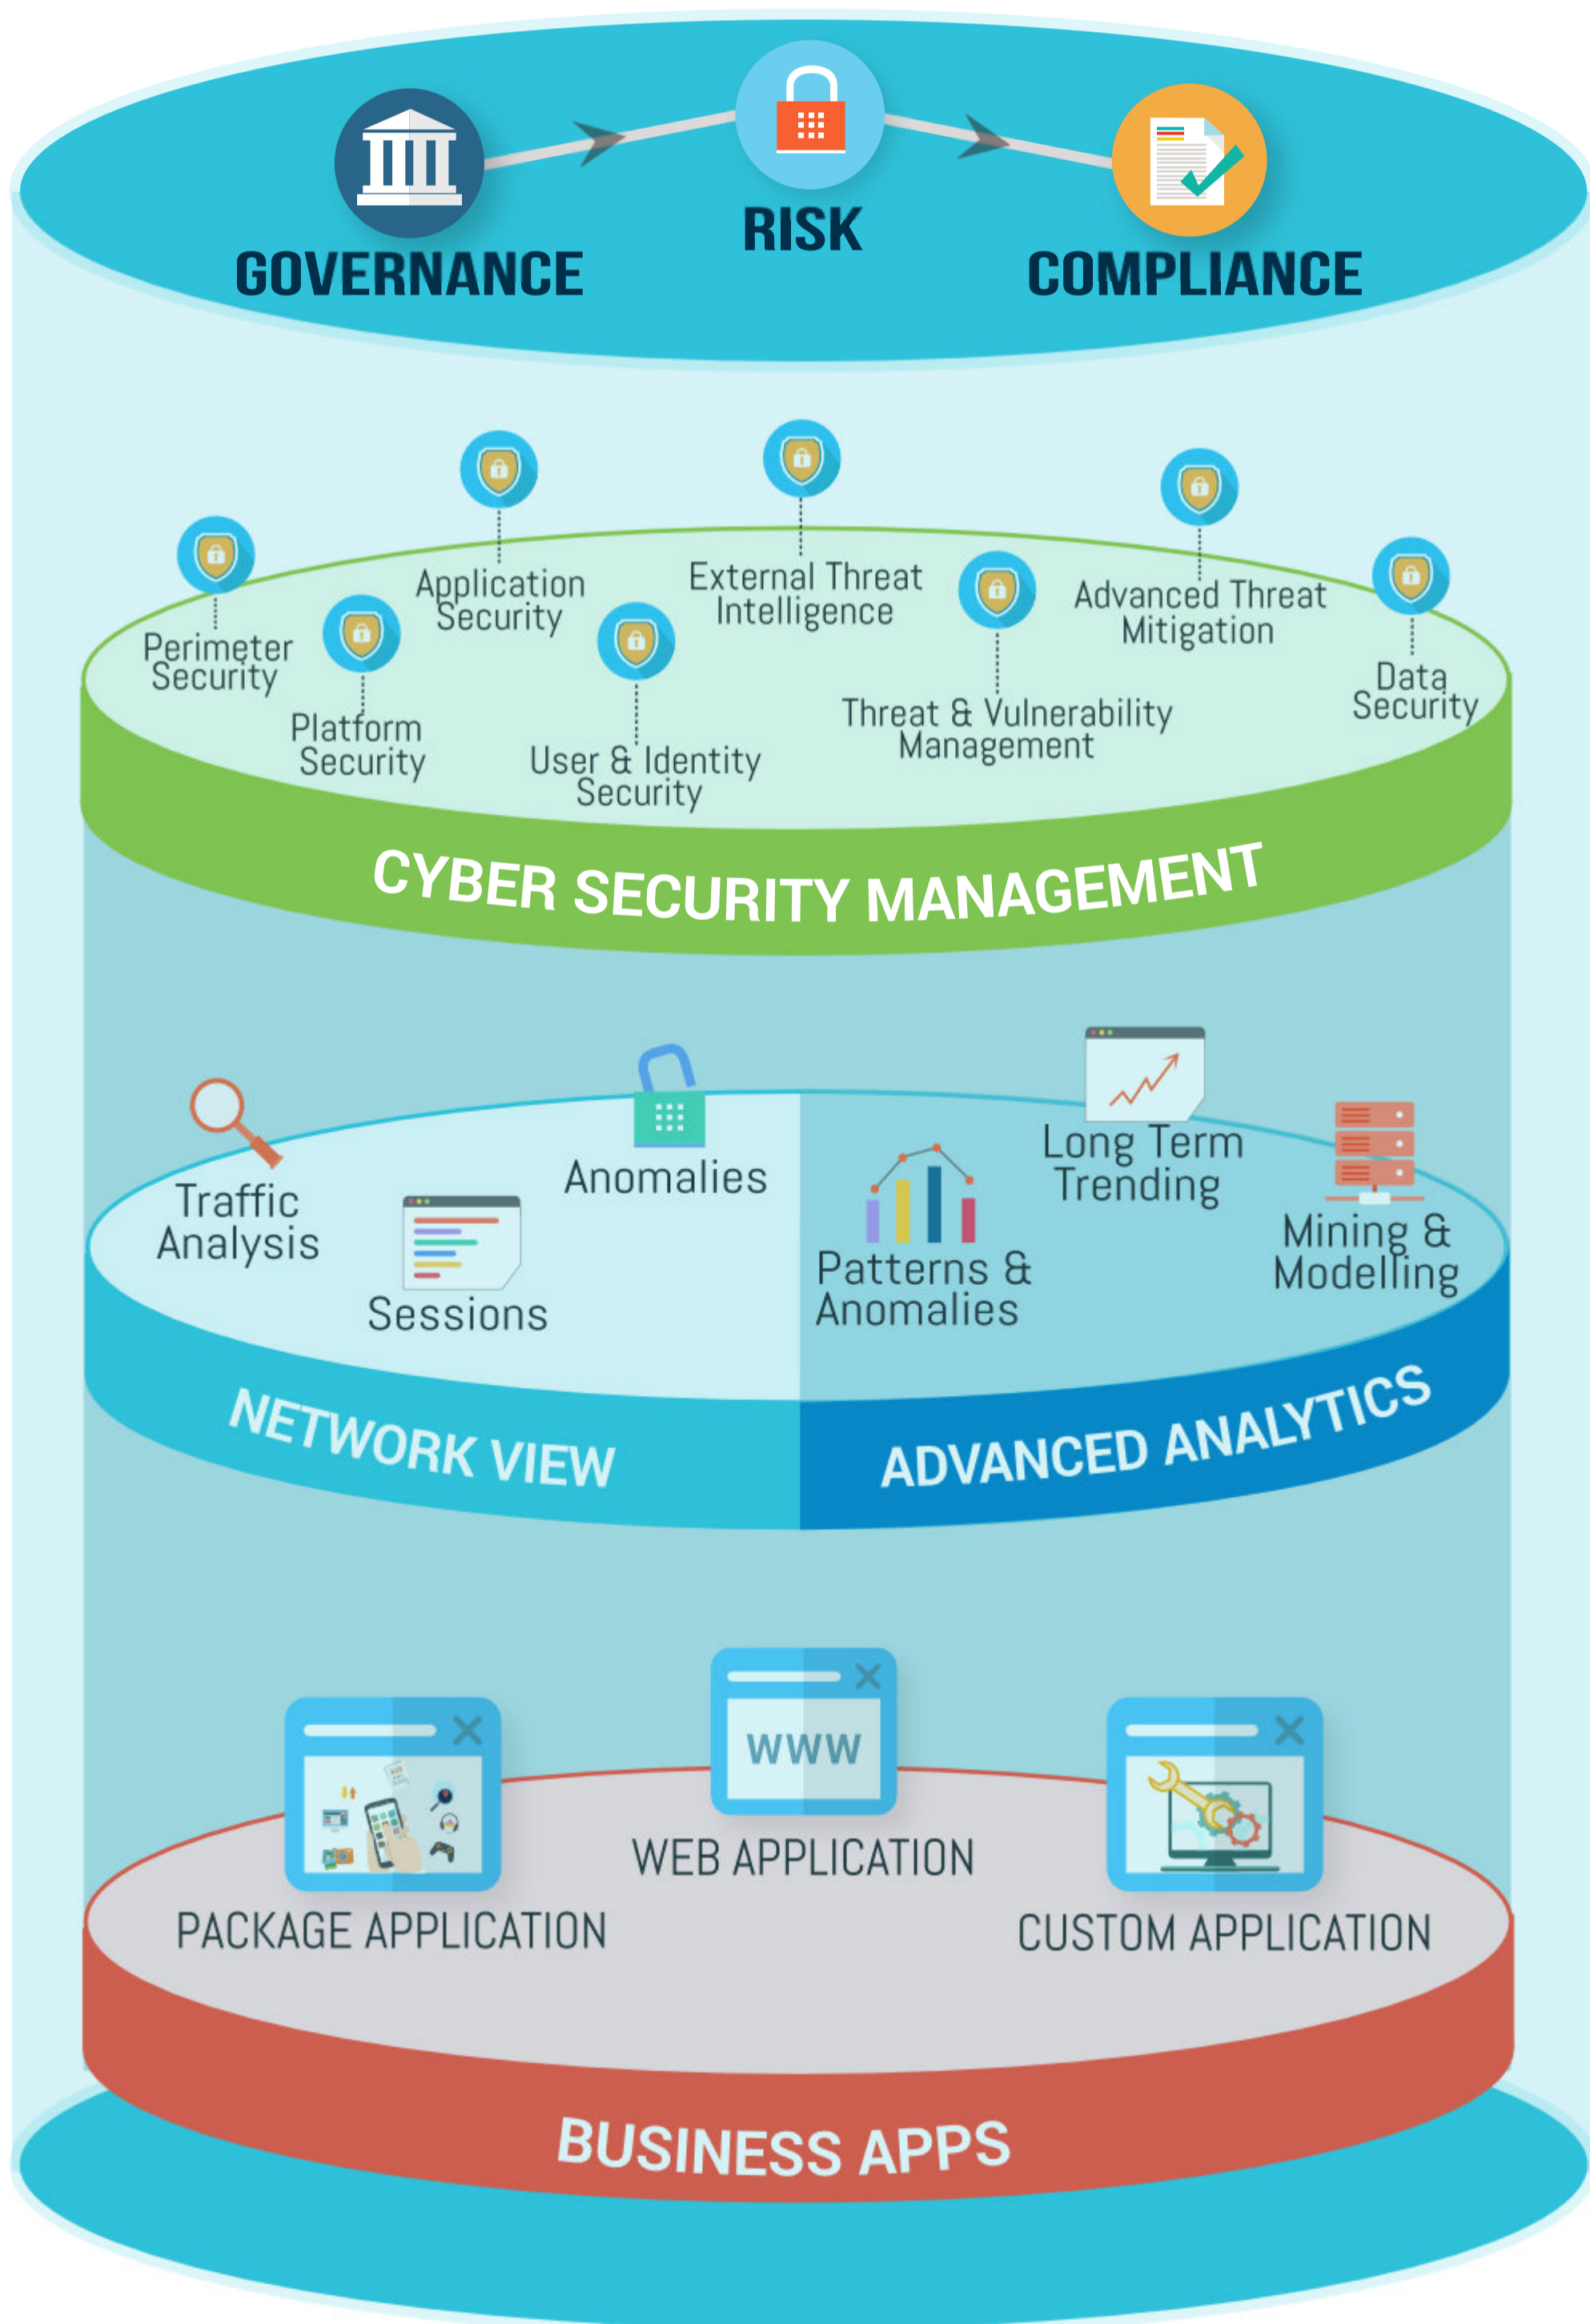 GOVERNANCE
RISK
COMPLIANCE
Perimeter
Security
Platform
Security
Application
Security
User & Identity
Security
External Threat
Intelligence
Threat & Vulnerability
Management
Advanced Threat
Mitigation
Data
Security
CYBER SECURITY MANAGEMENT
Traffic
Analysis
Sessions
Anomalies
Patterns &
Anomalies
Long Term
Trending
Mining &
Modelling
NETWORK VIEW
ADVANCED ANALYTICS
WWW
PACKAGE APPLICATION
WEB APPLICATION
CUSTOM APPLICATION
BUSINESS APPS